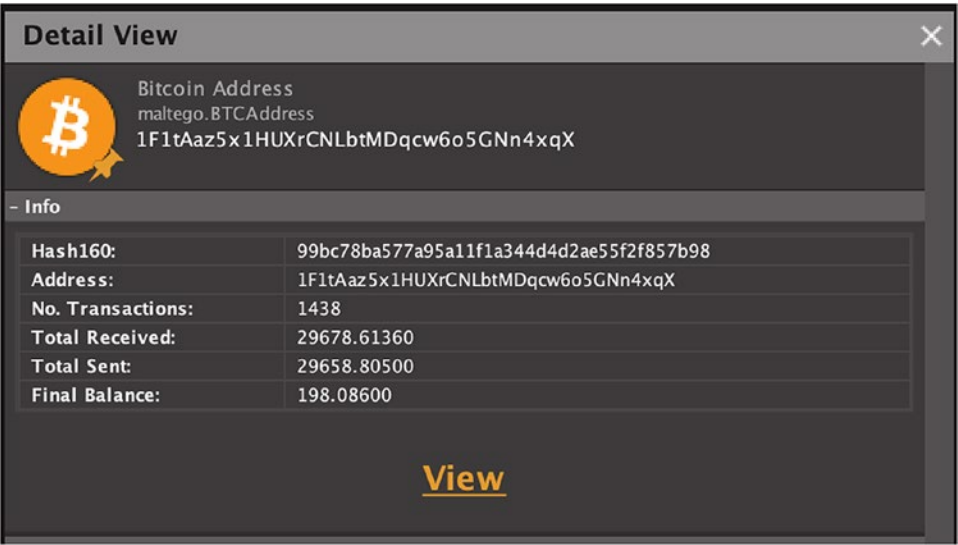 Detail View
Bitcoin Address
maltego.BTCAddress
1F1tAaz5x1HUXrCNLbtMDqcw6o5GNn4xqX
– Info
Hash160: 99bc78ba577a95a11f1a344d4d2ae55f2f857b98
Address: 1F1tAaz5x1HUXrCNLbtMDqcw6o5GNn4xqX
No. Transactions: 1438
Total Received: 29678.61360
Total Sent: 29658.80500
Final Balance: 198.08600
View